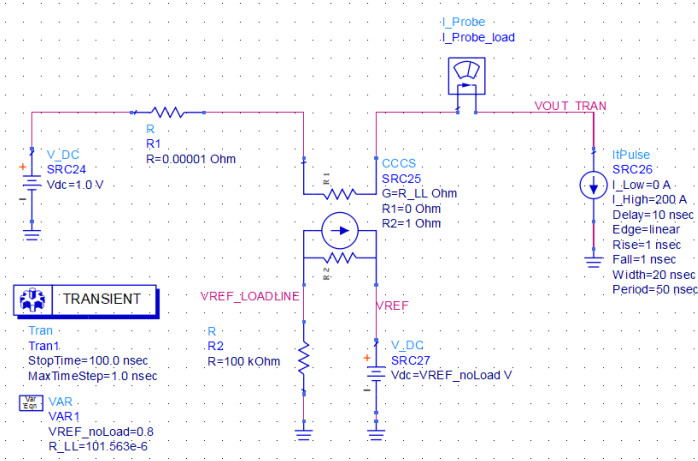 I_Probe
I_Probe_load
VOUT_TRAN
R
R1
R=0.00001 Ohm
V_DC
SRC24
Vdc=1.0 V
+
R1
CCCS
SRC25
G=R_LL Ohm
R1=0 Ohm
R2=1 Ohm
R2
ItPulse
SRC26
I_Low=0 A
I_High=200 A
Delay=10 nsec
Edge=linear
Rise=1 nsec
Fall=1 nsec
Width=20 nsec
Period=50 nsec
TRANSIENT
Tran
Tran1
StopTime=100.0 nsec
MaxTimeStep=1.0 nsec
VREF_LOADLINE
VREF
R
R2
R=100 kOhm
V_DC
SRC27
Vdc=VREF_noLoad V
+
Var
Eqn
VAR
VAR1
VREF_noLoad=0.8
R_LL=101.563e-6